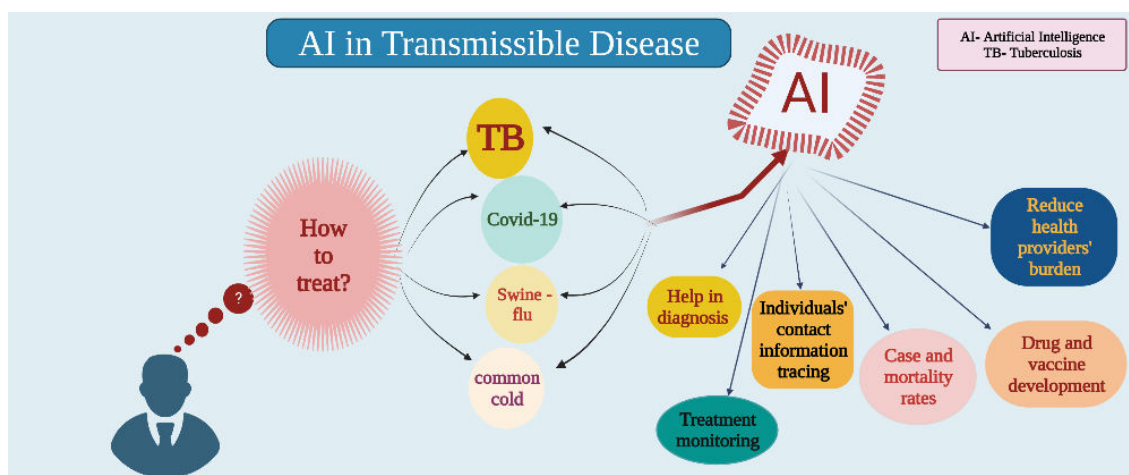 AI in Transmissible Disease
AI- Artificial Intelligence
TB- Tuberculosis
?
How
to
treat?
TB
Covid-19
Swine -
flu
common
cold
AI
Help in
diagnosis
Treatment
monitoring
Individuals'
contact
information
tracing
Case and
mortality
rates
Drug and
vaccine
development
Reduce
health
providers'
burden